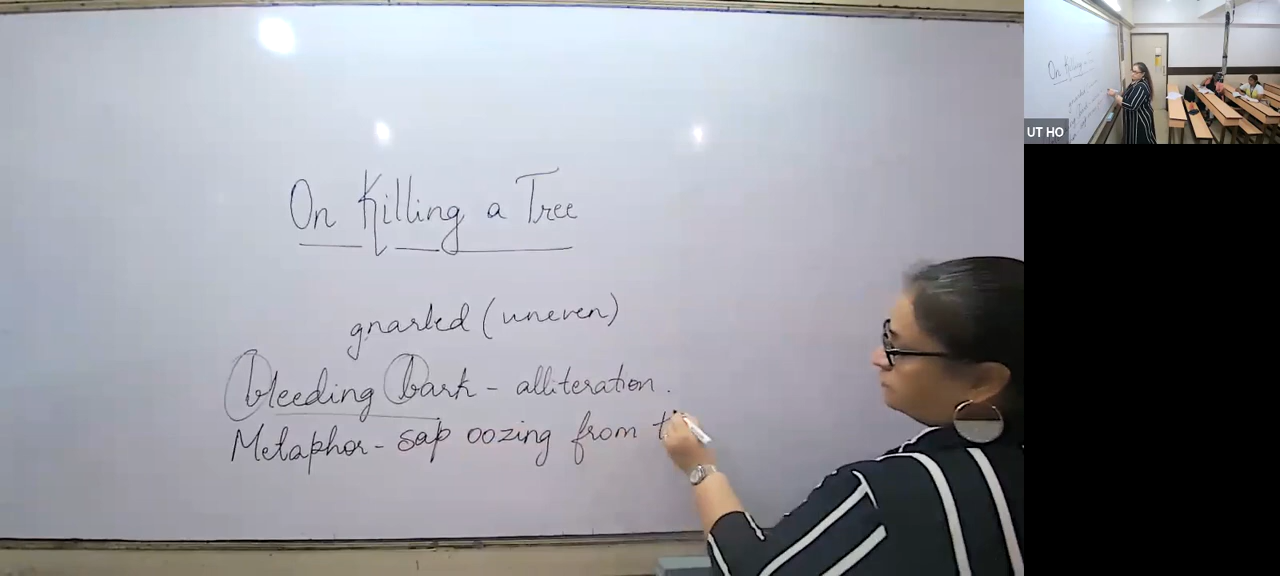 On Killing a Tree
gnarled (uneven)
bleeding bark - alliteration.
Metaphor - sap oozing from t
UT HO